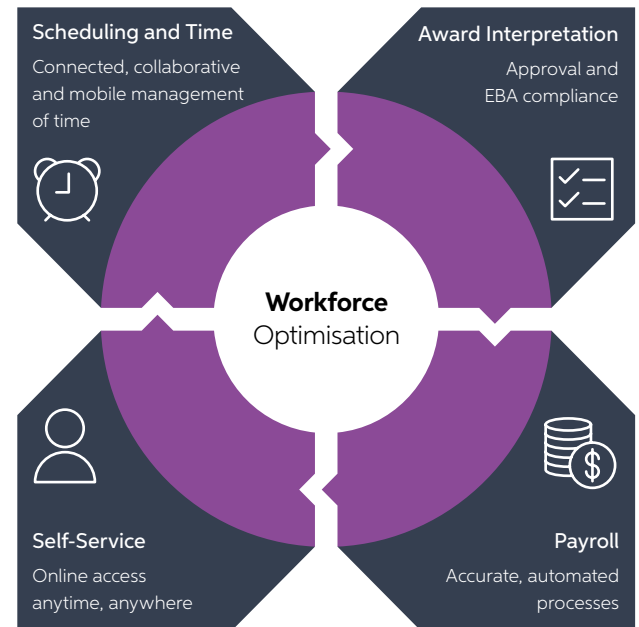 Scheduling and Time
Connected, collaborative
and mobile management
of time
Award Interpretation
Approval and
EBA compliance
Workforce
Optimisation
Self-Service
Online access
anytime, anywhere
Payroll
Accurate, automated
processes
$